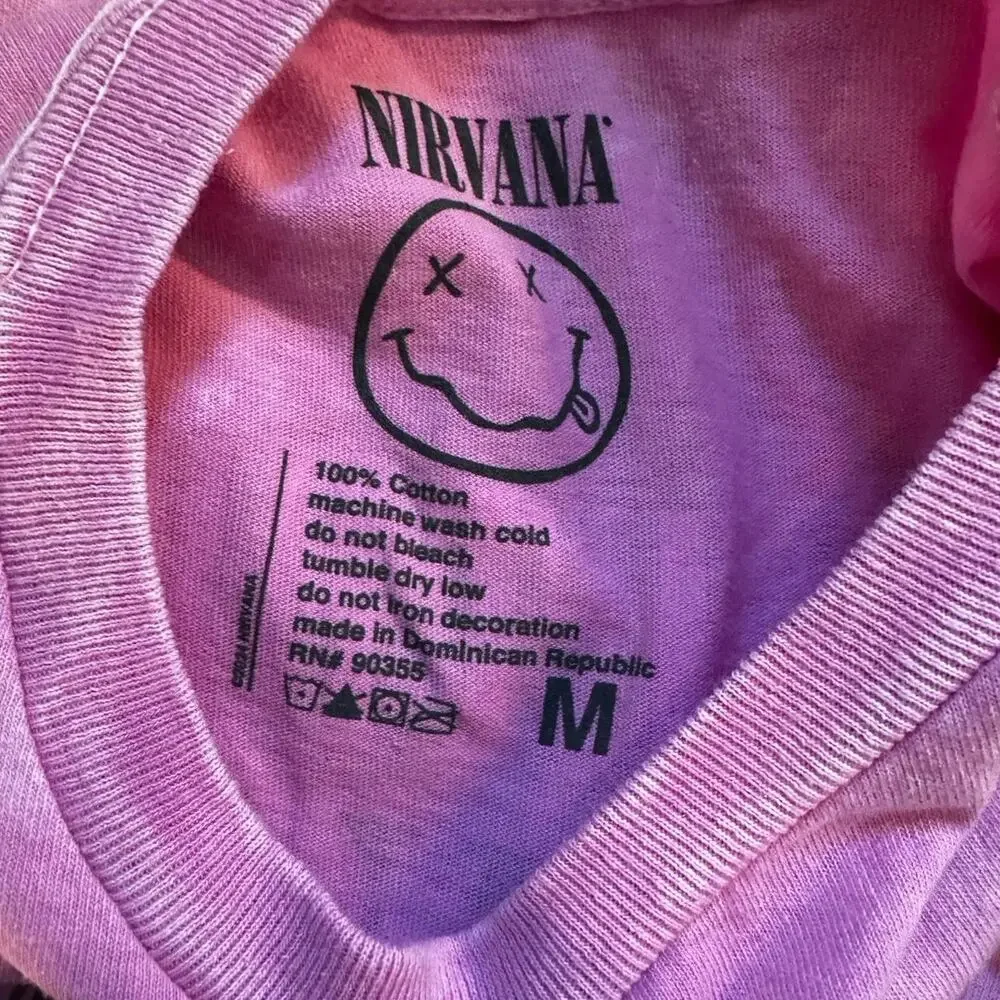 NIRVANA
100% Cotton
machine wash cold
do not bleach
tumble dry low
do not iron decoration
made in Dominican Republic
RN# 90355
M
NIRVANA